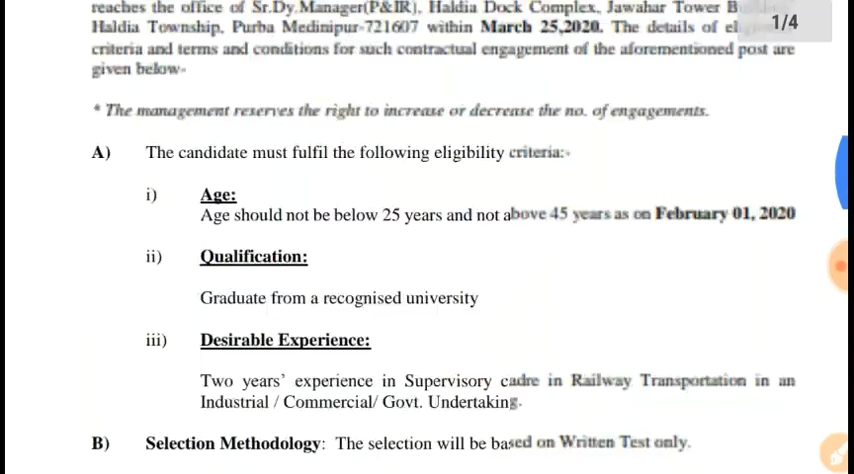 reaches the office of Sr.Dy.Manager(P&IR), Haldia Dock Complex, Jawahar Tower
1/4
Haldia Township, Purba Medinipur-721607 within March 25,2020. The details of
criteria and terms and conditions for such contractual engagement of the aforementioned post are
given below-
* The management reserves the right to increase or decrease the no. of engagements.
A) The candidate must fulfil the following eligibility criteria:-
i) Age:
Age should not be below 25 years and not above 45 years as on February 01, 2020
ii) Qualification:
Graduate from a recognised university
iii) Desirable Experience:
Two years' experience in Supervisory cadre in Railway Transportation in an
Industrial / Commercial/ Govt. Undertaking.
B) Selection Methodology: The selection will be based on Written Test only.